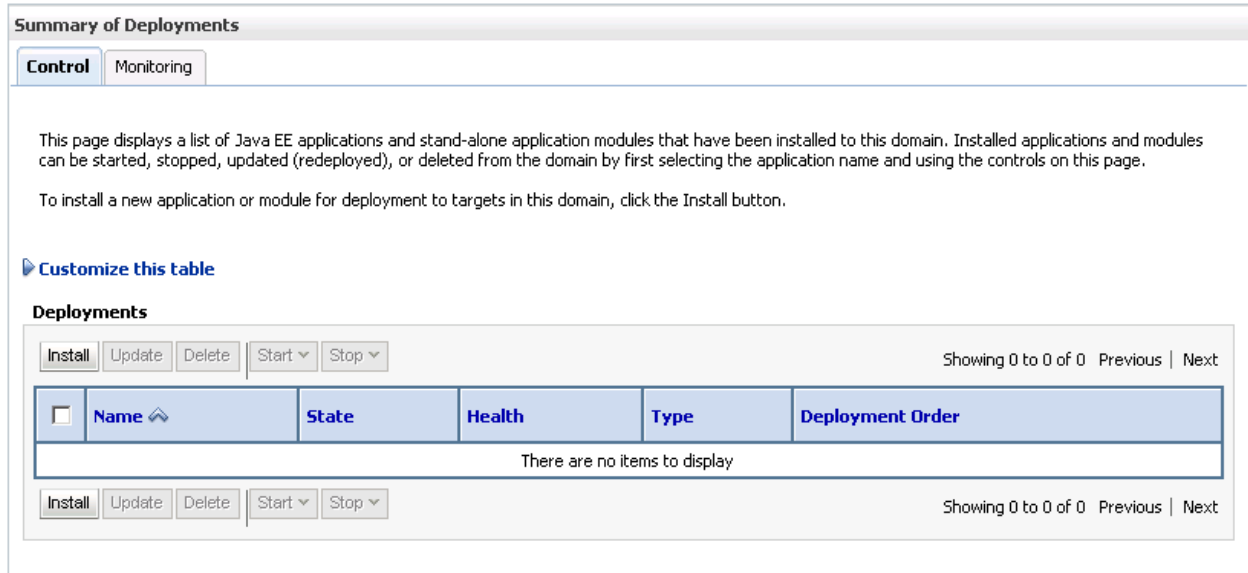 Summary of Deployments
Control Monitoring
This page displays a list of Java EE applications and stand-alone application modules that have been installed to this domain. Installed applications and modules
can be started, stopped, updated (redeployed), or deleted from the domain by first selecting the application name and using the controls on this page.
To install a new application or module for deployment to targets in this domain, click the Install button.
Customize this table
Deployments
Install Update Delete Start Stop Showing 0 to 0 of 0 Previous | Next
Name State Health Type Deployment Order
There are no items to display
Install Update Delete Start Stop Showing 0 to 0 of 0 Previous | Next